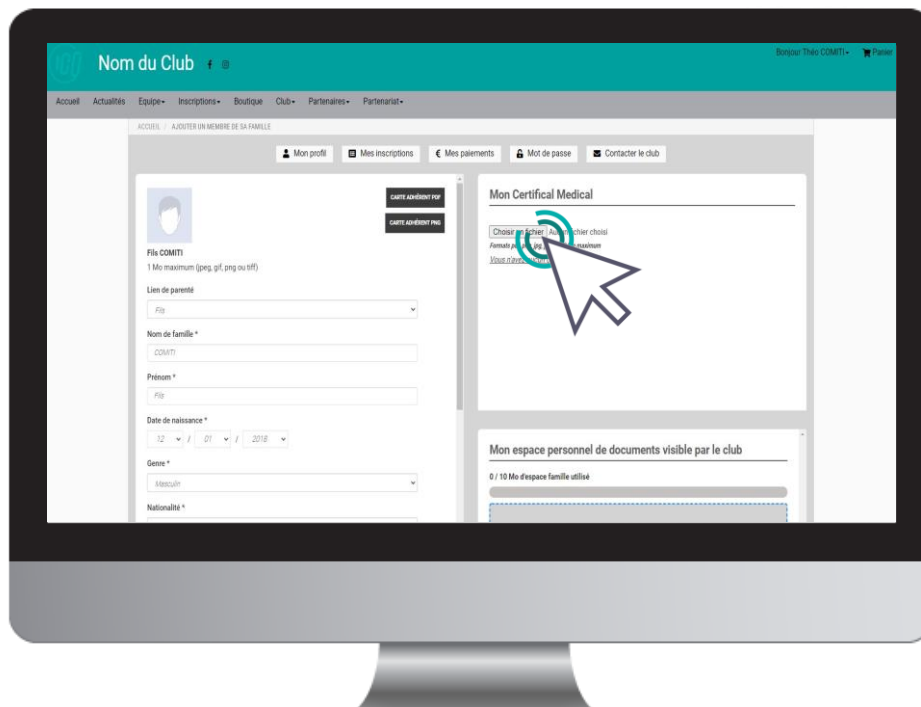 Nom du Club
Bonjour Théo COMITI
Panier
Accueil Actualités Equipe Inscriptions Boutique Club Partenaires Partenariat
ACCUEIL / AJOUTER UN MEMBRE DE SA FAMILLE
Mon profil Mes inscriptions € Mes paiements Mot de passe Contacter le club
CARTE ADHÉRENT PDF
CARTE ADHÉRENT PNG
Fils COMITI
1 Mo maximum (jpeg, gif, png ou tiff)
Lien de parenté
Fils
Nom de famille *
COMITI
Prénom *
Fils
Date de naissance *
12 / 01 / 2018
Genre *
Masculin
Nationalité *
Mon Certifical Medical
Choisir un fichier fichier choisi
Formats maximum
Vous
Mon espace personnel de documents visible par le club
0 / 10 Mo d'espace famille utilisé